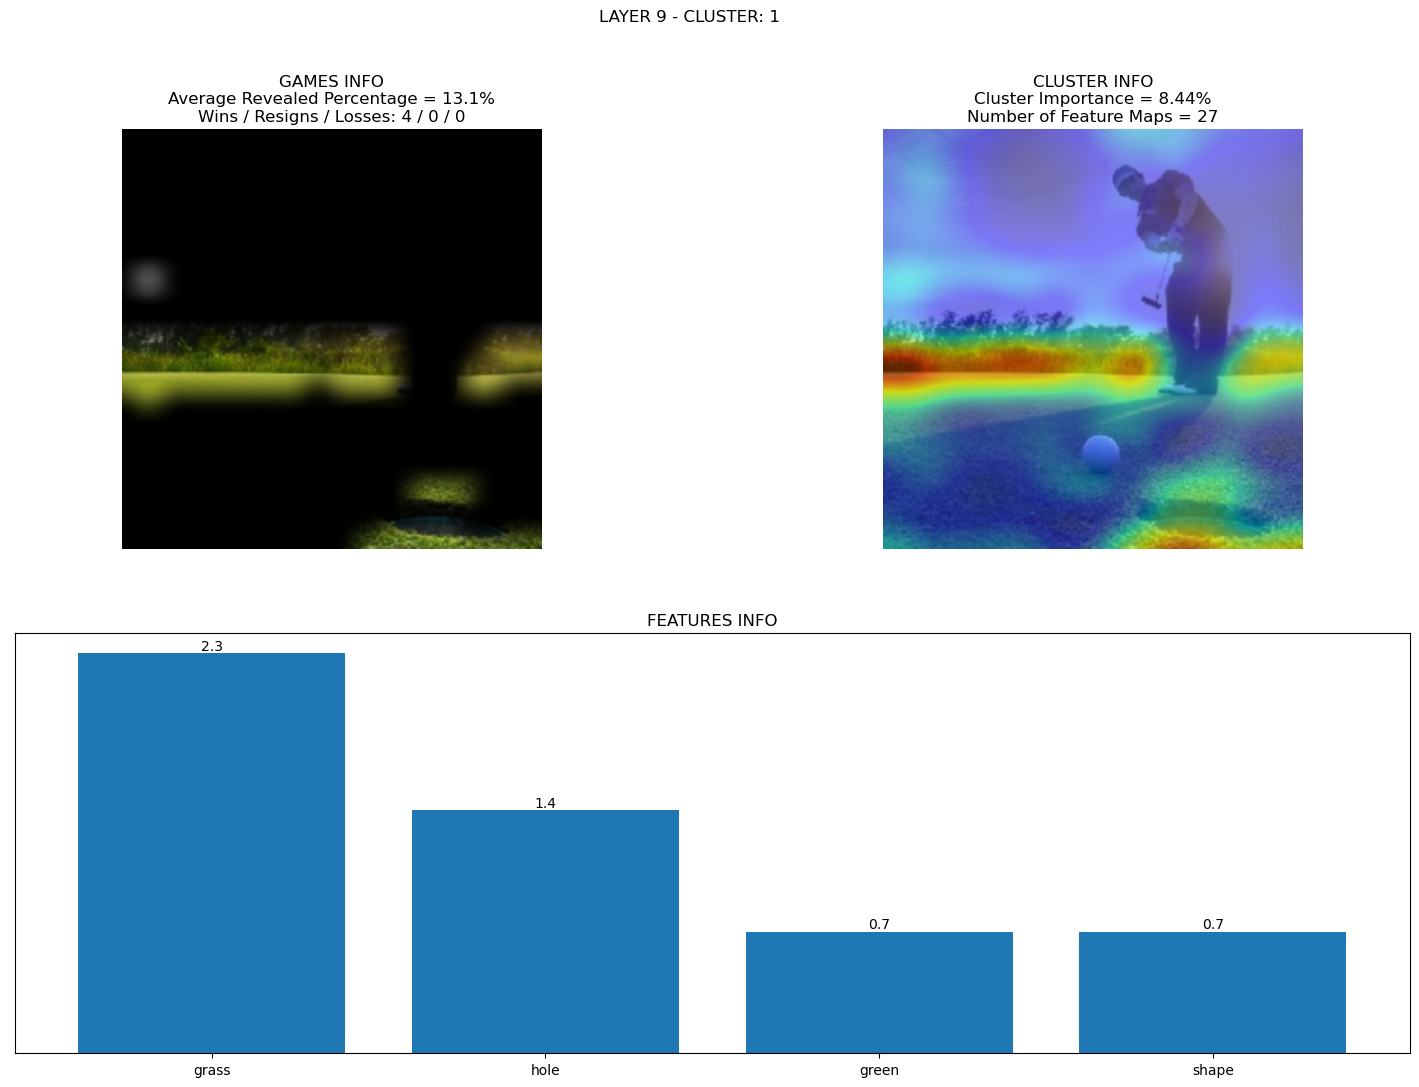 LAYER 9 - CLUSTER: 1
GAMES INFO
Average Revealed Percentage = 13.1%
Wins / Resigns / Losses: 4 / 0 / 0
CLUSTER INFO
Cluster Importance = 8.44%
Number of Feature Maps = 27
FEATURES INFO
2.3
1.4
0.7
0.7
grass
hole
green
shape